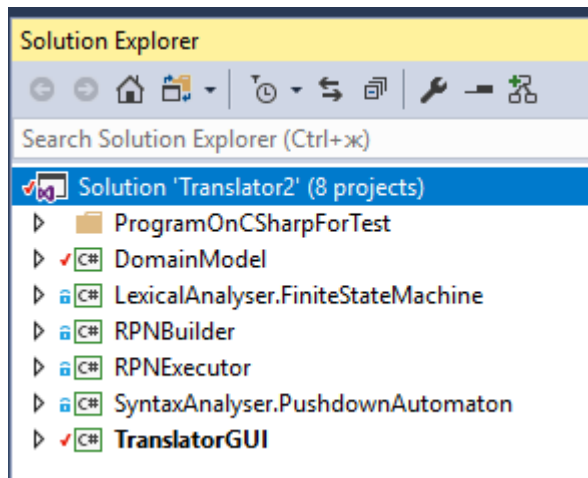 Solution Explorer
Search Solution Explorer (Ctrl+ж)
Solution 'Translator2' (8 projects)
ProgramOnCSharpForTest
C# DomainModel
C# LexicalAnalyser.FiniteStateMachine
C# RPNBuilder
C# RPNExecutor
C# SyntaxAnalyser.PushdownAutomaton
C# TranslatorGUI